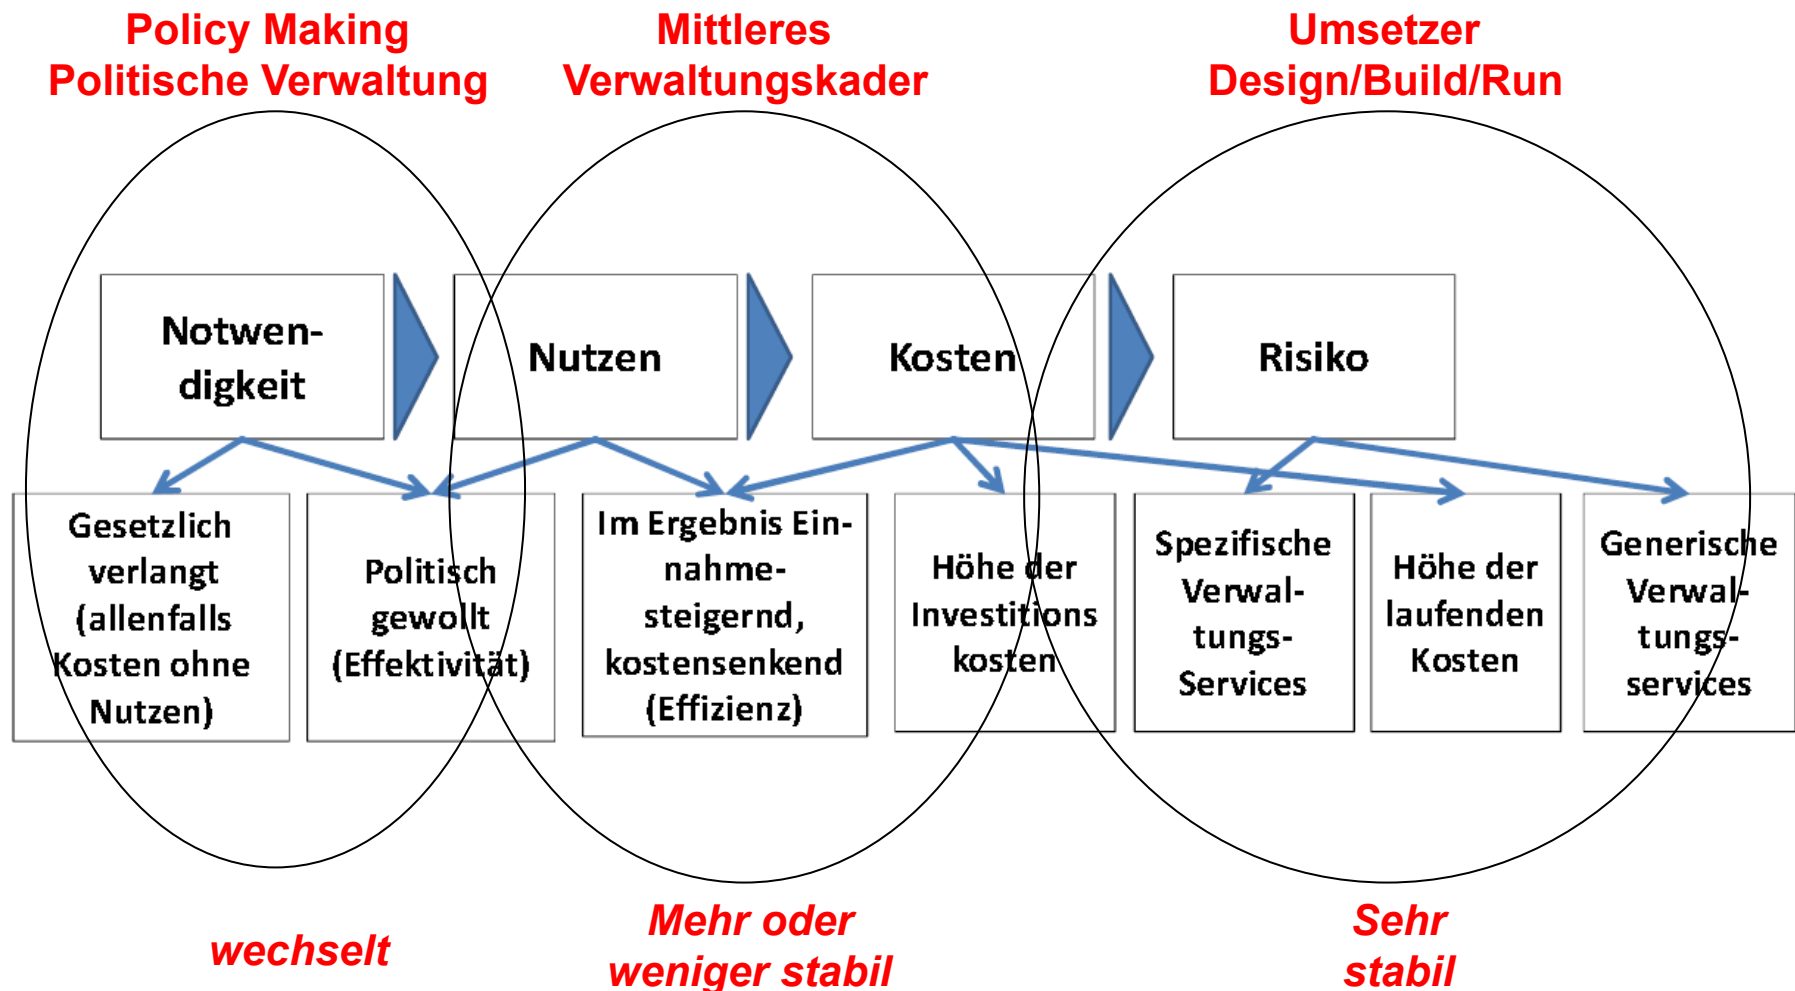 Policy Making
Politische Verwaltung
Mittleres
Verwaltungskader
Umsetzer
Design/Build/Run
Notwen-
digkeit
Nutzen
Kosten
Risiko
Gesetzlich
verlangt
(allenfalls
Kosten ohne
Nutzen)
Politisch
gewollt
(Effektivität)
Im Ergebnis Ein-
nahme-
steigernd,
kostensenkend
(Effizienz)
Höhe der
Investitions
kosten
Spezifische
Verwal-
tungs-
Services
Höhe der
laufenden
Kosten
Generische
Verwal-
tungs-
services
wechselt
Mehr oder
weniger stabil
Sehr
stabil